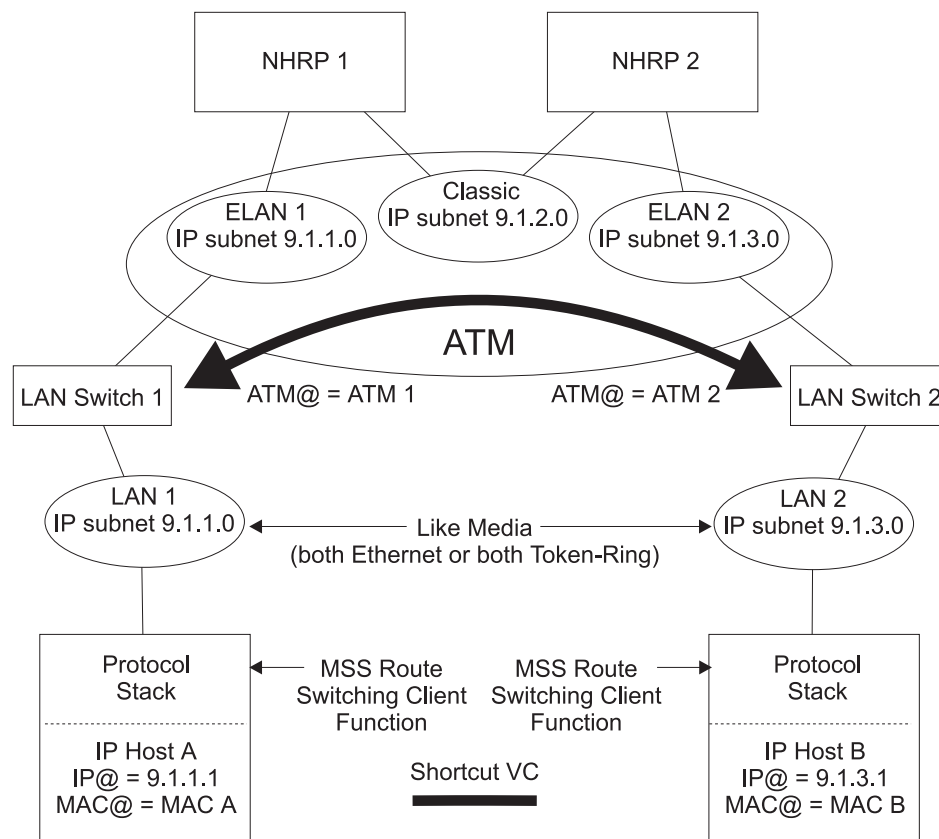 NHRP 1
NHRP 2
Classic
IP subnet 9.1.2.0
ELAN 1
IP subnet 9.1.1.0
ELAN 2
IP subnet 9.1.3.0
ATM
LAN Switch 1
ATM@ = ATM 1
ATM@ = ATM 2
LAN Switch 2
LAN 1
IP subnet 9.1.1.0
Like Media
(both Ethernet or both Token-Ring)
LAN 2
IP subnet 9.1.3.0
Protocol
Stack
MSS Route
Switching Client
Function
MSS Route
Switching Client
Function
Protocol
Stack
IP Host A
IP@ = 9.1.1.1
MAC@ = MAC A
Shortcut VC
IP Host B
IP@ = 9.1.3.1
MAC@ = MAC B